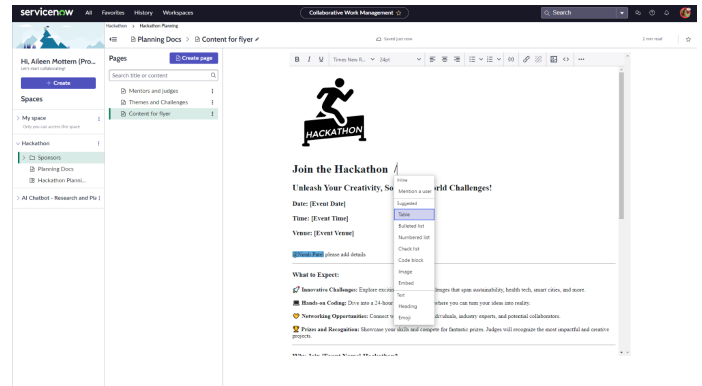 servicenow All Favorites History Workspaces
Collaborative Work Management
Search
Hackathon > Hackathon Planning
Planning Docs > Content for flyer
Saved just now
2 min read
Hi, Aileen Mottern (Pro...
Let's start collaborating!
+ Create
Spaces
My space
Only you can access this space
Hackathon
Sponsors
Planning Docs
Hackathon Planni...
AI Chatbot - Research and Pla
Pages
Create page
Search title or content
Mentors and judges
Themes and Challenges
Content for flyer
B I U Times New R... 24pt
HACKATHON
Join the Hackathon /
Unleash Your Creativity, So
orld Challenges!
Date: [Event Date]
Time: [Event Time]
Venue: [Event Venue]
please add details
Inline
Mention a user
Suggested
Table
Bulleted list
Numbered list
Check list
Code block
Image
Embed
Text
Heading
Emoji
What to Expect:
Innovative Challenges: Explore
lenges that span sustainability, health tech, smart cities, and more.
Hands-on Coding: Dive into a 24-hour
where you can turn your ideas into reality.
Networking Opportunities: Connect
dividuals, industry experts, and potential collaborators.
Prizes and Recognition: Showcase your skills and compete for fantastic prizes. Judges will recognize the most impactful and creative
projects.